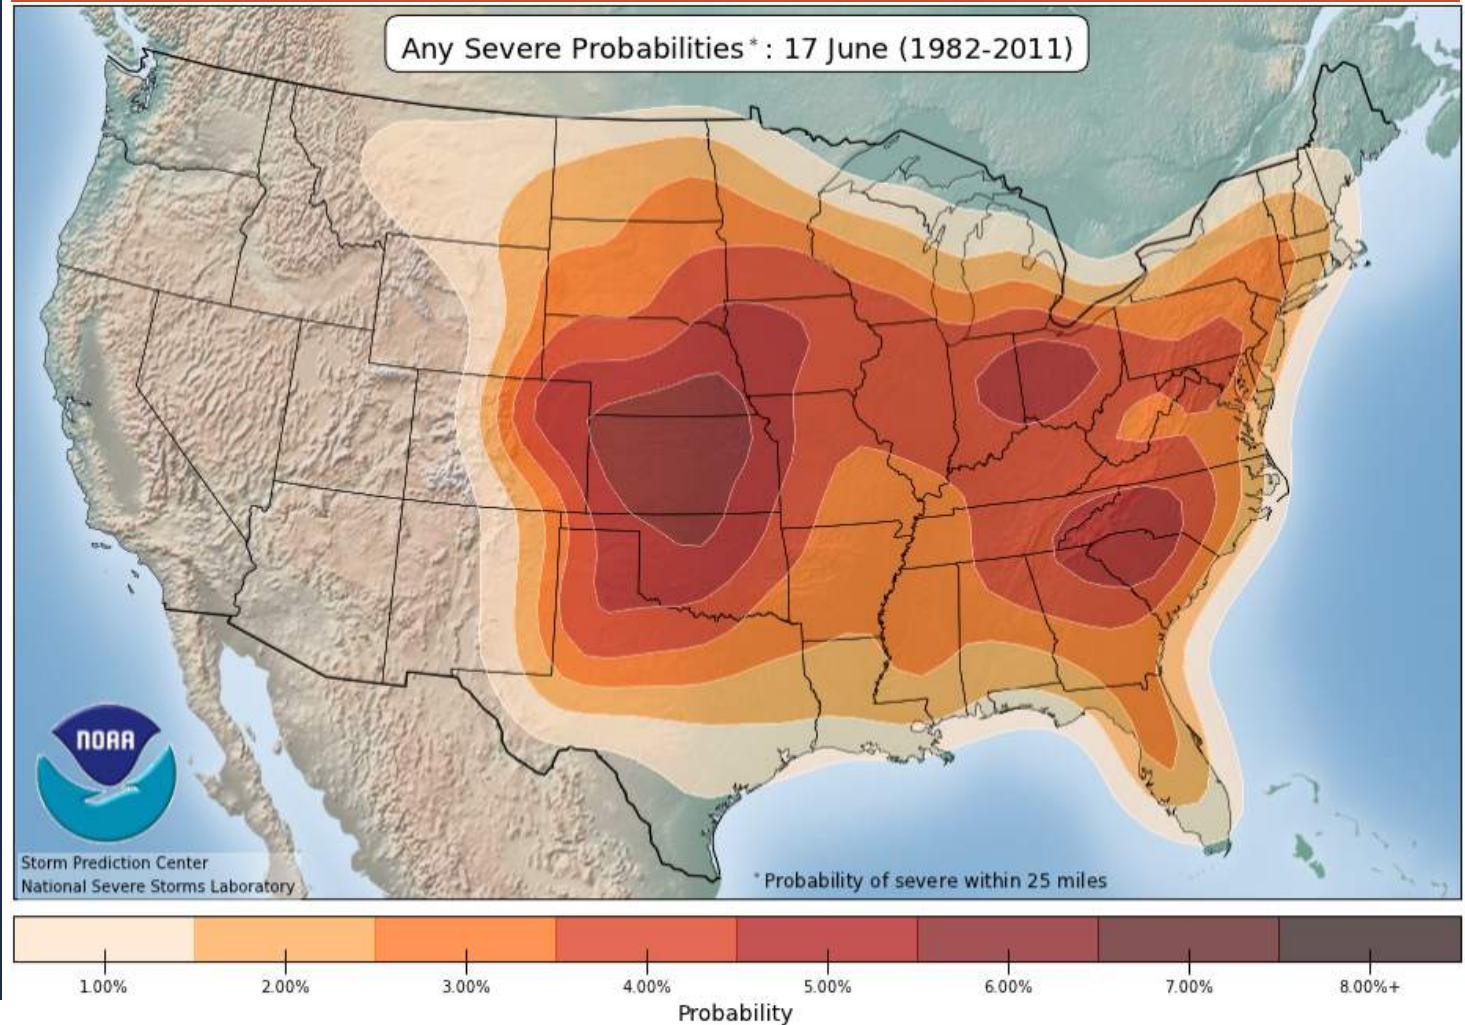 Any Severe Probabilities* : 17 June (1982-2011)
NOAA
Storm Prediction Center
National Severe Storms Laboratory
*Probability of severe within 25 miles
1.00% 2.00% 3.00% 4.00% 5.00% 6.00% 7.00% 8.00%+
Probability